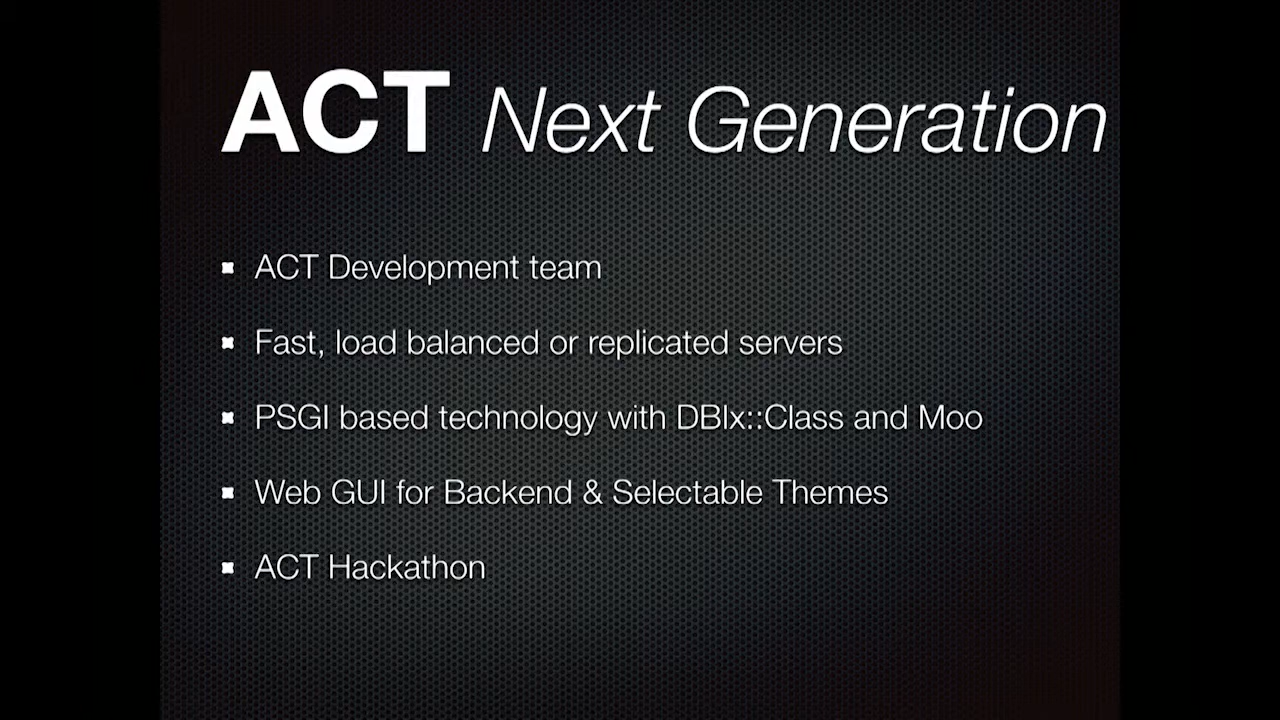 ACT Next Generation
ACT Development team
Fast, load balanced or replicated servers
PSGI based technology with DBIx::Class and Moo
Web GUI for Backend & Selectable Themes
ACT Hackathon